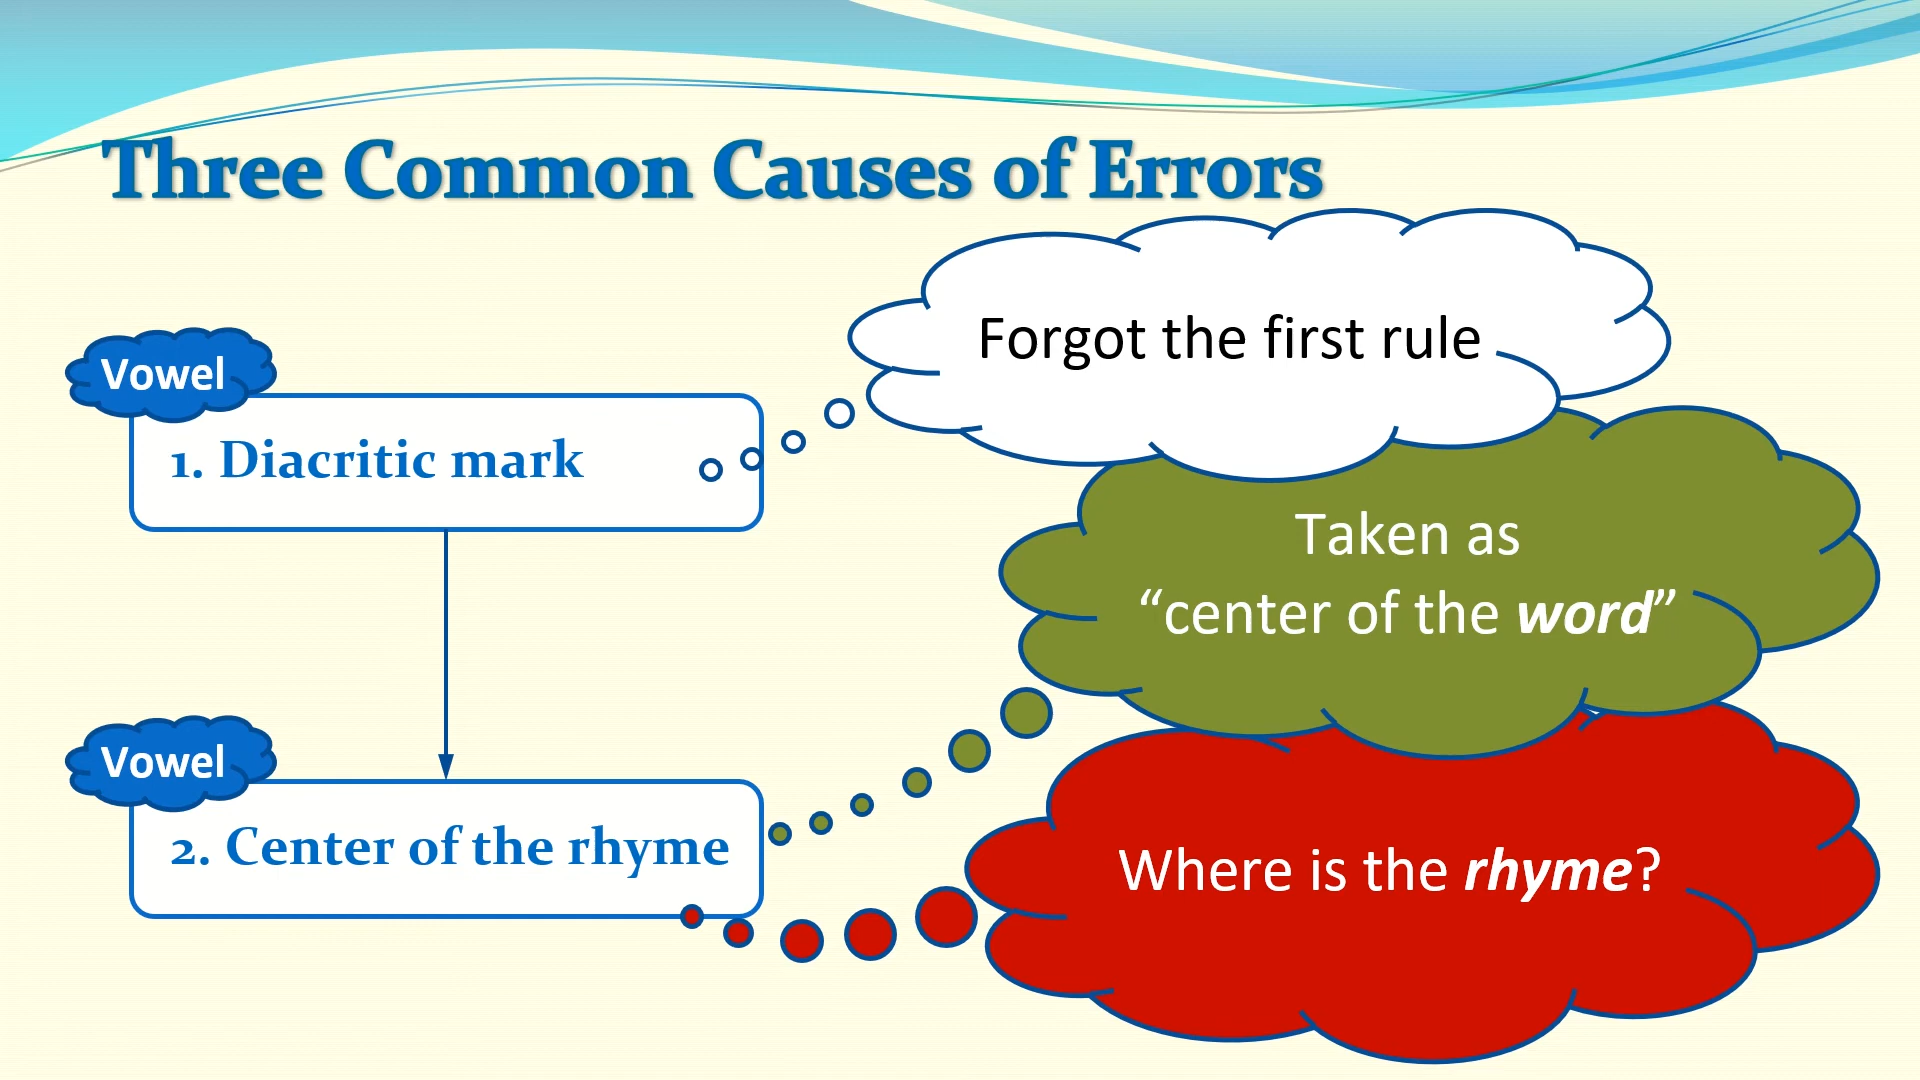 Three Common Causes of Errors
Forgot the first rule
Vowel
1. Diacritic mark
Taken as
“center of the word”
Vowel
2. Center of the rhyme
Where is the rhyme?